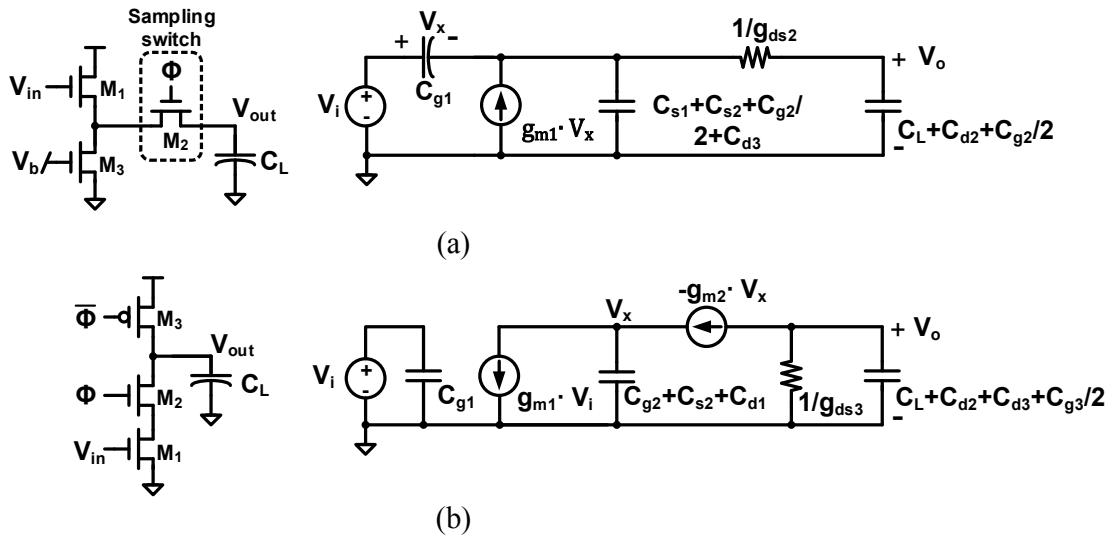 Sampling
switch
Φ
V_in
M_1
M_2
V_out
V_b
M_3
C_L
+ V_x -
C_g1
V_i
+
-
g_m1· V_x
C_s1+C_s2+C_g2/
2+C_d3
1/g_ds2
+ V_o
-
C_L+C_d2+C_g2/2
(a)
Φ̅
M_3
V_out
C_L
Φ
M_2
V_in
M_1
V_i
+
-
C_g1
g_m1· V_i
V_x
C_g2+C_s2+C_d1
-g_m2· V_x
1/g_ds3
+ V_o
-
C_L+C_d2+C_d3+C_g3/2
(b)